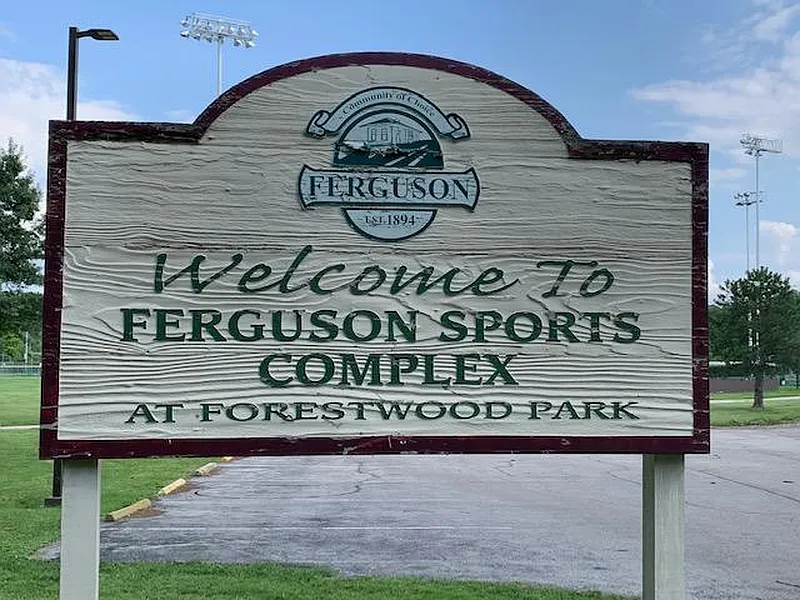 Community of Choice
FERGUSON
EST. 1894
Welcome To
FERGUSON SPORTS
COMPLEX
AT FORESTWOOD PARK